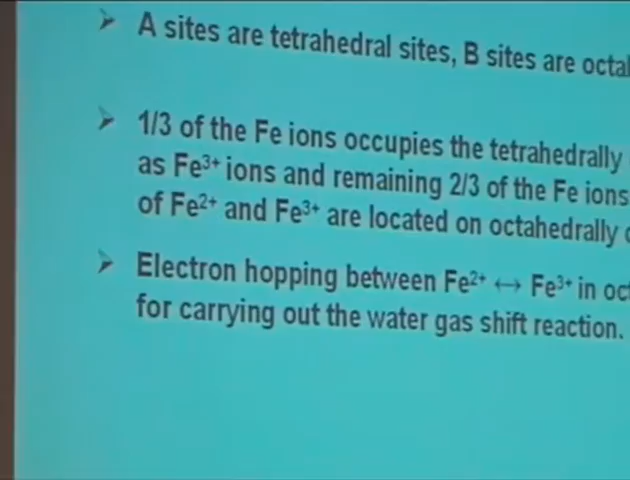 ➢ A sites are tetrahedral sites, B sites are octal
➢ 1/3 of the Fe ions occupies the tetrahedrally
as Fe³⁺ ions and remaining 2/3 of the Fe ions
of Fe²⁺ and Fe³⁺ are located on octahedrally
➢ Electron hopping between Fe²⁺ ↔ Fe³⁺ in oct
for carrying out the water gas shift reaction.